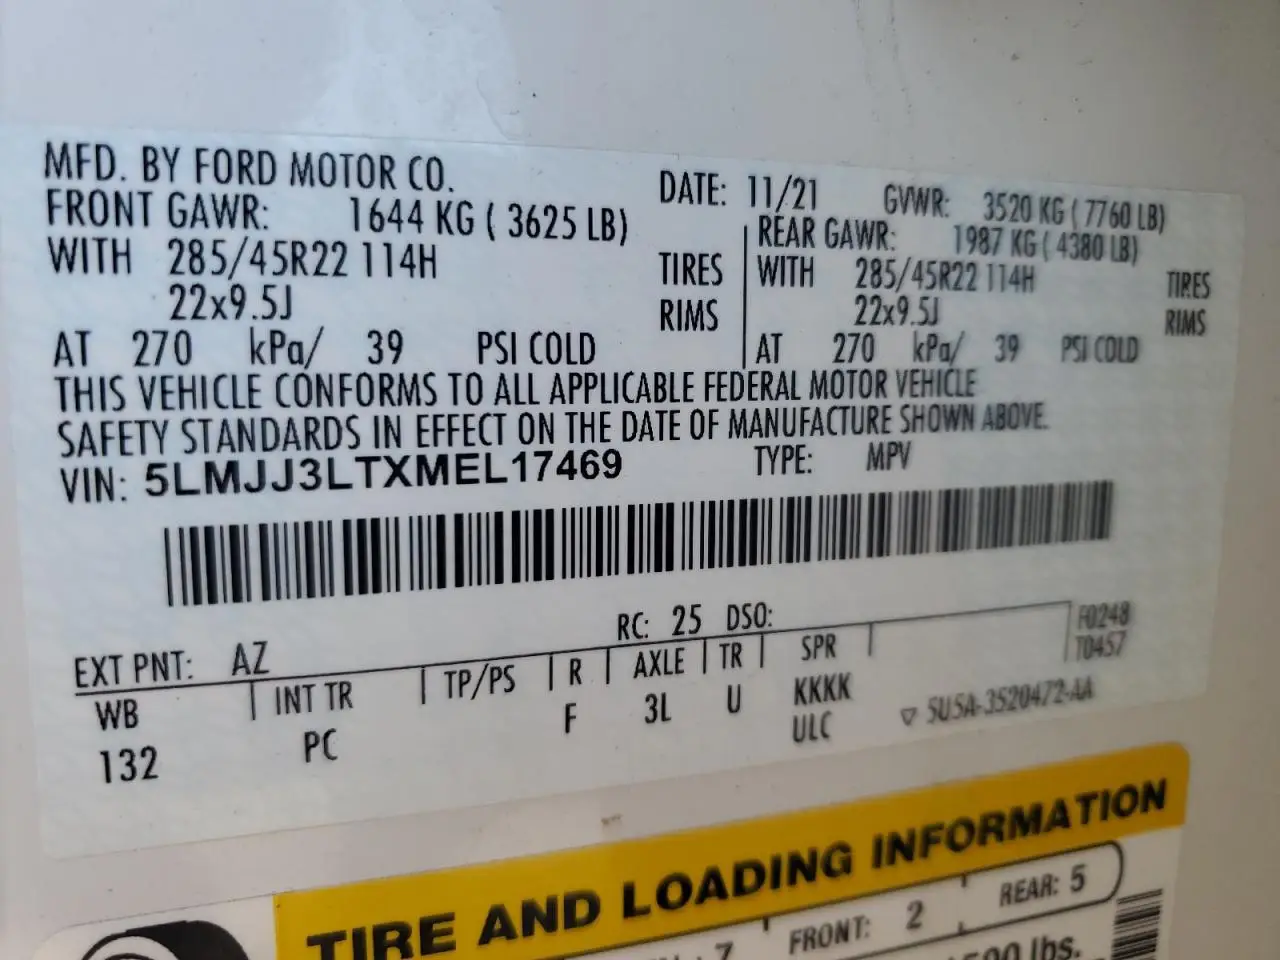 MFD. BY FORD MOTOR CO.
DATE: 11/21 GVWR: 3520 KG ( 7760 LB)
FRONT GAWR: 1644 KG ( 3625 LB)
REAR GAWR: 1987 KG ( 4380 LB)
WITH 285/45R22 114H TIRES
WITH 285/45R22 114H TIRES
22x9.5J RIMS
22x9.5J RIMS
AT 270 kPa/ 39 PSI COLD
AT 270 kPa/ 39 PSI COLD
THIS VEHICLE CONFORMS TO ALL APPLICABLE FEDERAL MOTOR VEHICLE
SAFETY STANDARDS IN EFFECT ON THE DATE OF MANUFACTURE SHOWN ABOVE.
VIN: 5LMJJ3LTXMEL17469 TYPE: MPV
RC: 25 DSO: F0248
EXT PNT: AZ T0457
WB INT TR TP/PS R AXLE TR SPR
132 PC F 3L U KKKK
ULC
▽ SU5A-3520472-AA
TIRE AND LOADING INFORMATION
7 FRONT: 2 REAR: 5
lbs.